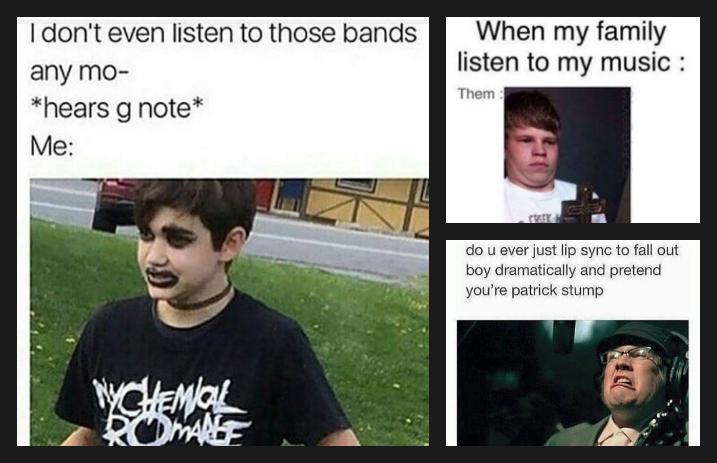 I don't even listen to those bands
any mo-
*hears g note*
Me:
MY CHEMICAL
ROMANCE
When my family
listen to my music :
Them :
CREEK
do u ever just lip sync to fall out
boy dramatically and pretend
you're patrick stump